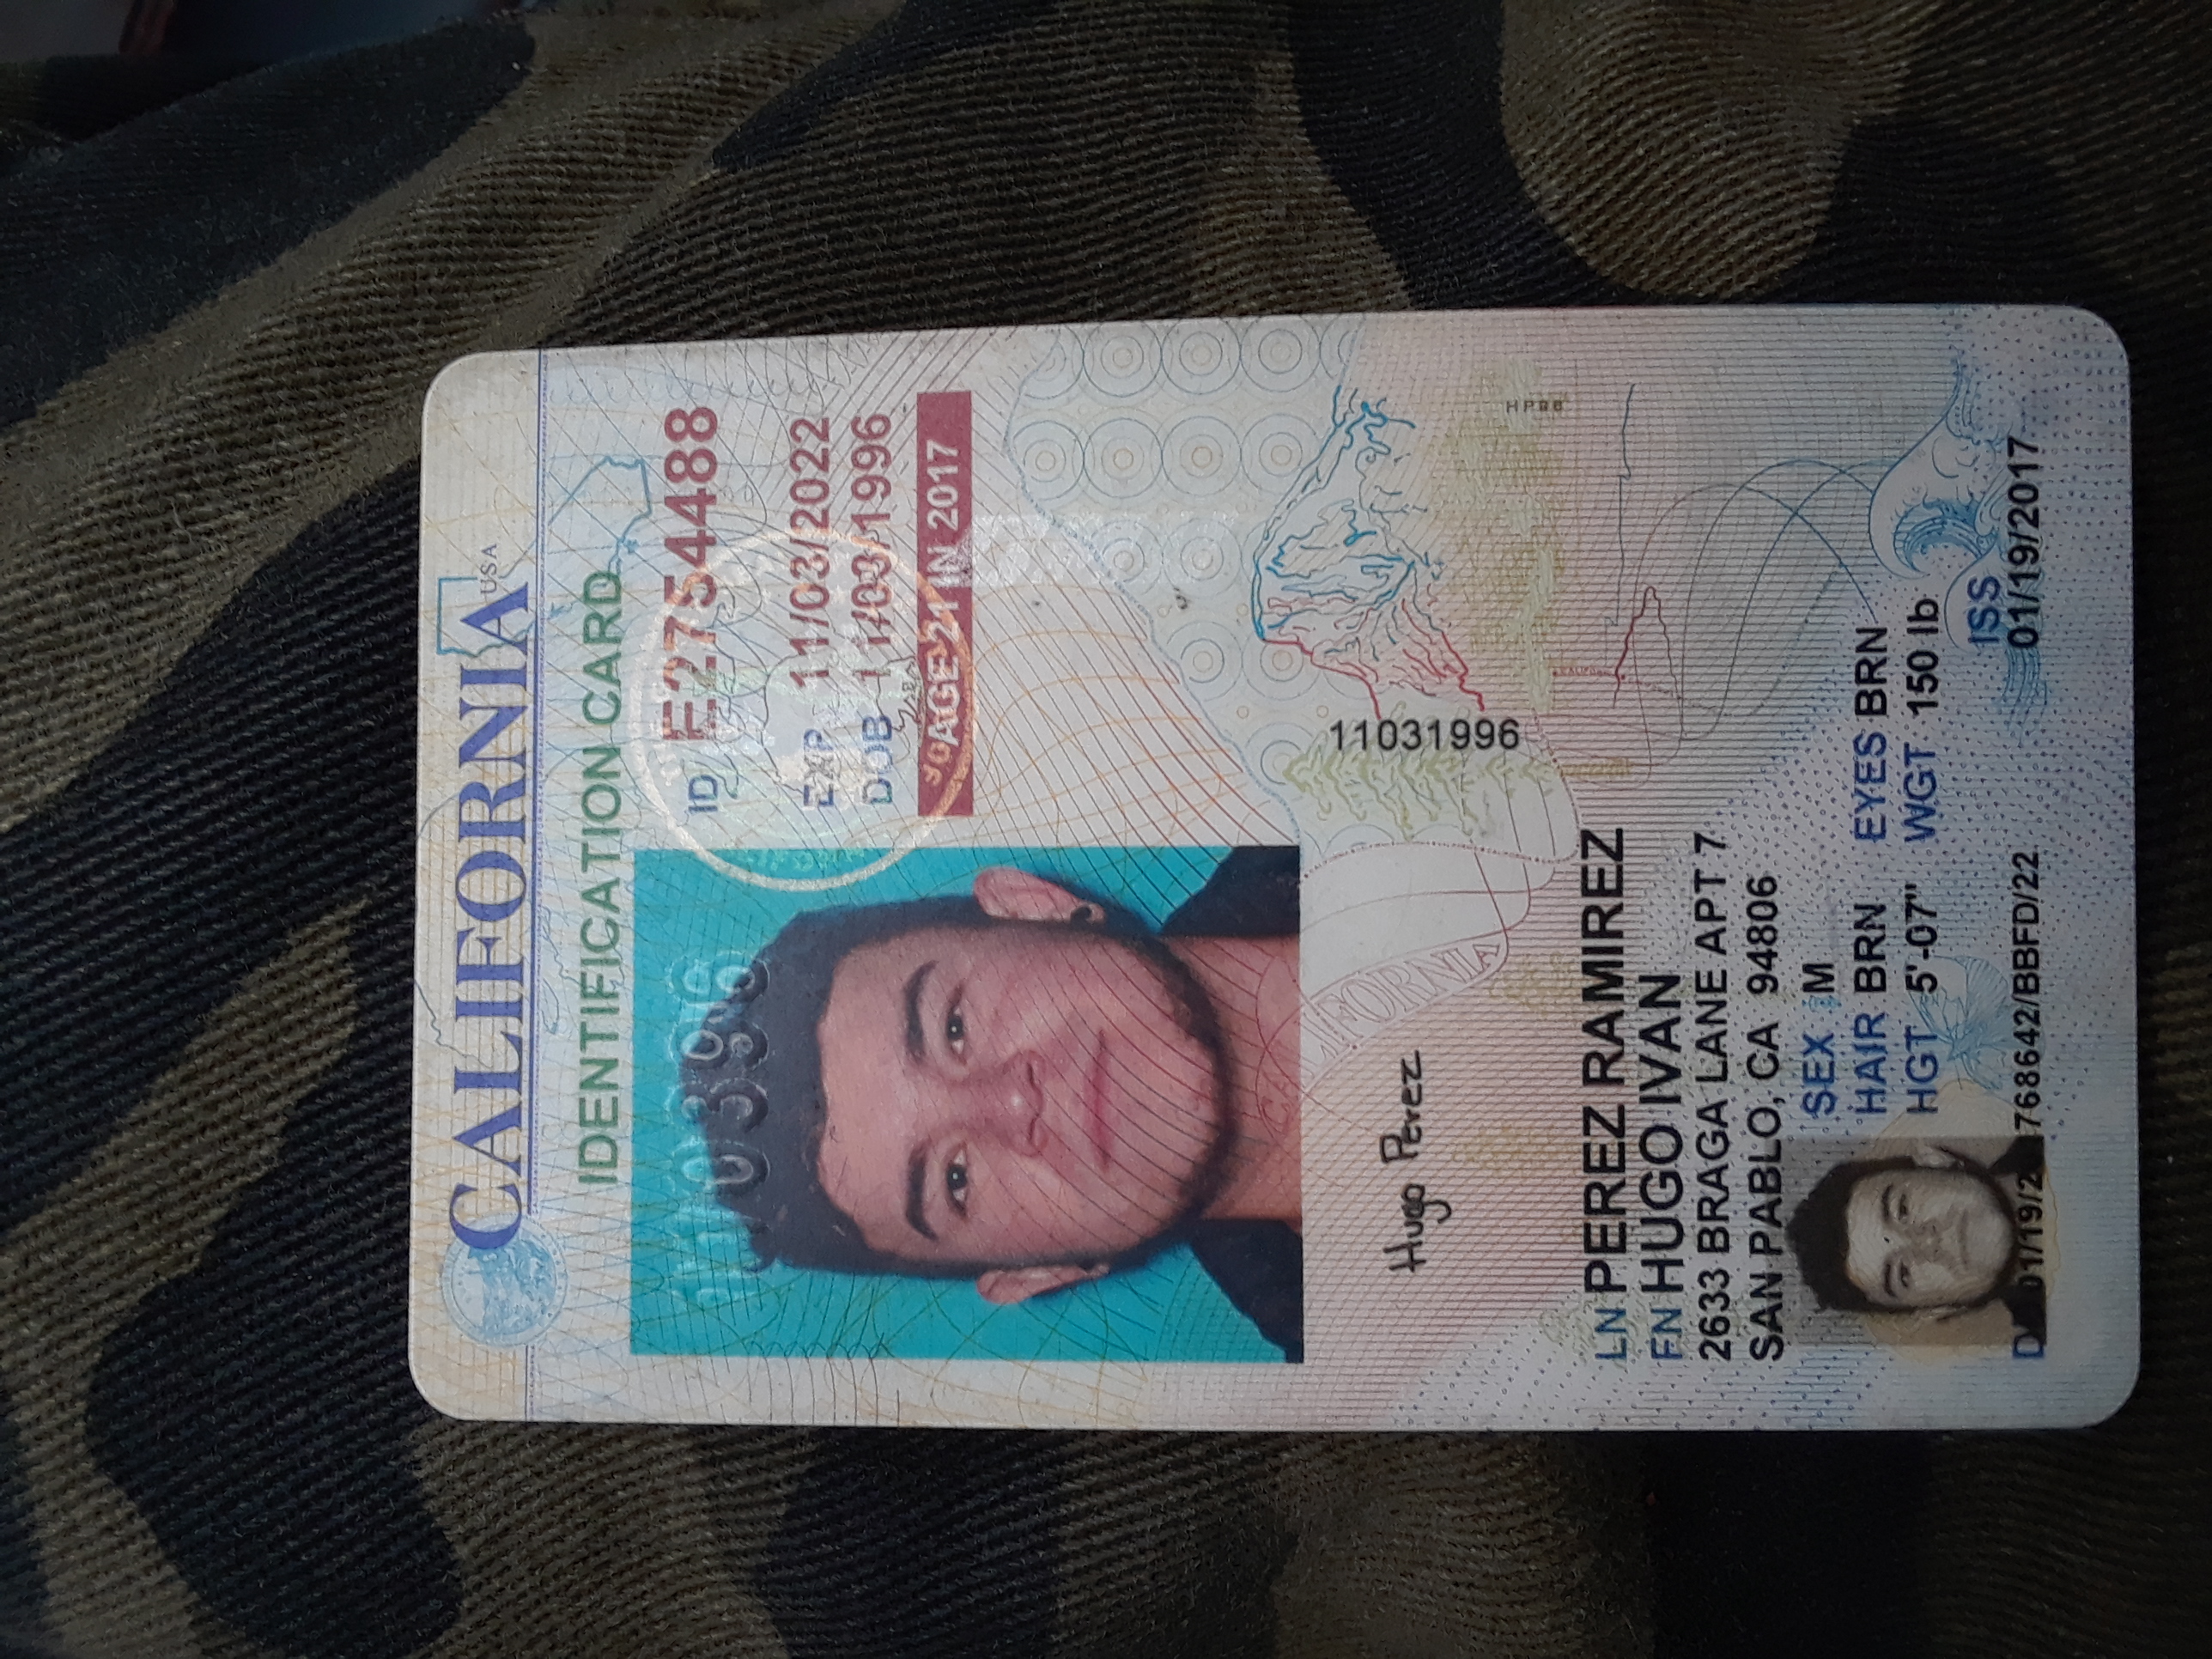 CALIFORNIA USA
IDENTIFICATION CARD
110396
ID E2754488
EXP 11/03/2022
DOB 11/03/1996
AGE 21 IN 2017
CALIFORNIA
Hugo Perez
11031996
HP96
LN PEREZ RAMIREZ
FN HUGO IVAN
2633 BRAGA LANE APT 7
SAN PABLO, CA 94806
SEX M
HAIR BRN EYES BRN
HGT 5'-07" WGT 150 lb
ISS
01/19/2 768642/BBFD/22 01/19/2017